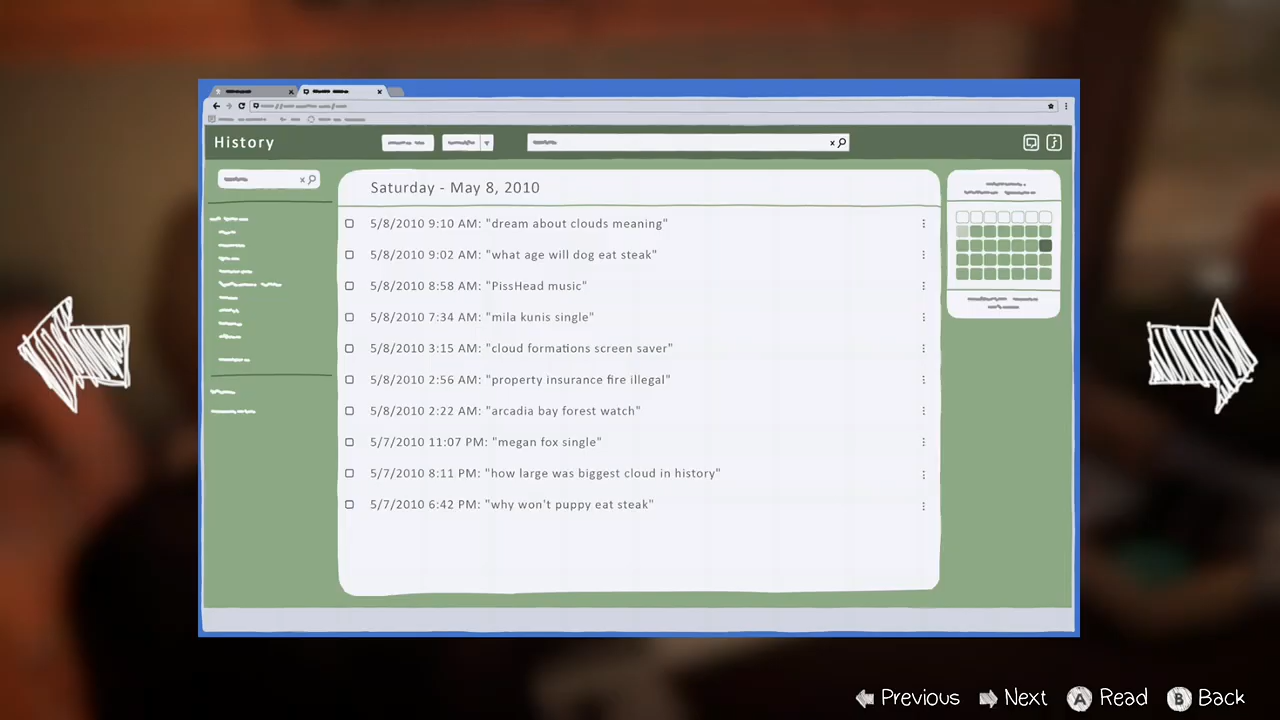 History
Saturday - May 8, 2010
5/8/2010 9:10 AM: "dream about clouds meaning"
5/8/2010 9:02 AM: "what age will dog eat steak"
5/8/2010 8:58 AM: "PissHead music"
5/8/2010 7:34 AM: "mila kunis single"
5/8/2010 3:15 AM: "cloud formations screen saver"
5/8/2010 2:56 AM: "property insurance fire illegal"
5/8/2010 2:22 AM: "arcadia bay forest watch"
5/7/2010 11:07 PM: "megan fox single"
5/7/2010 8:11 PM: "how large was biggest cloud in history"
5/7/2010 6:42 PM: "why won't puppy eat steak"
Previous Next A Read B Back